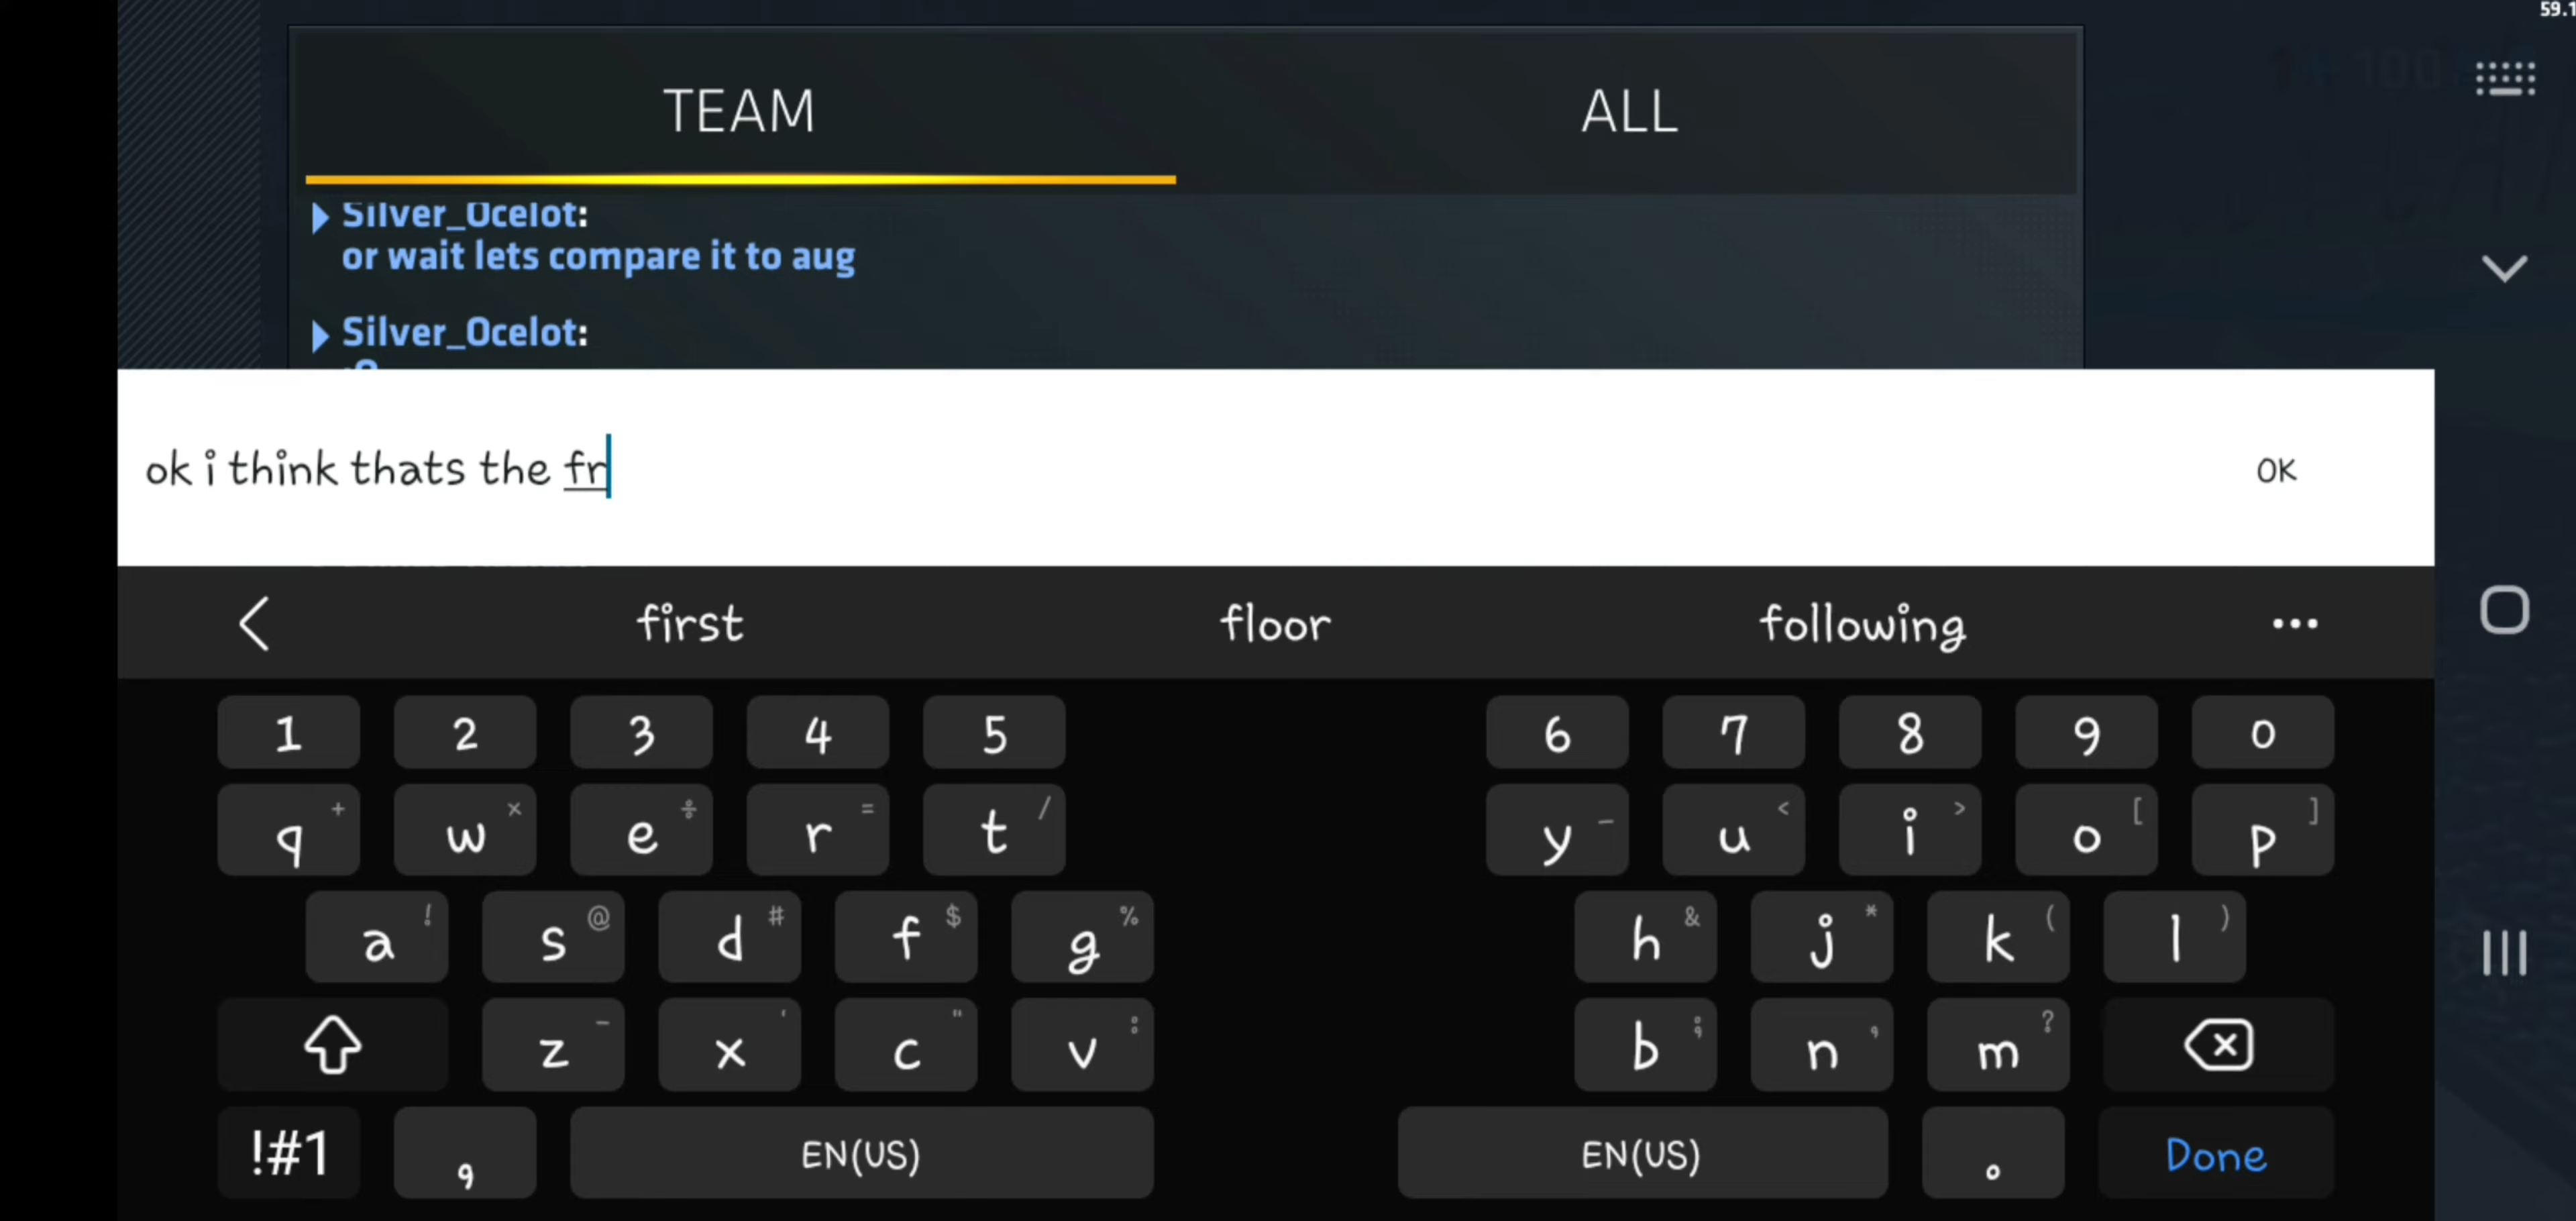 59.1
TEAM ALL
Silver_Ocelot:
or wait lets compare it to aug
Silver_Ocelot:
ok i think thats the fr OK
first floor following ...
1 2 3 4 5 6 7 8 9 0
q + w × e ÷ r = t / y _ u < i > o [ p ]
a ! s @ d # f $ g % h & j * k ( l )
z - x ' c " v : b ; n , m ?
!#1 , EN(US) EN(US) . Done